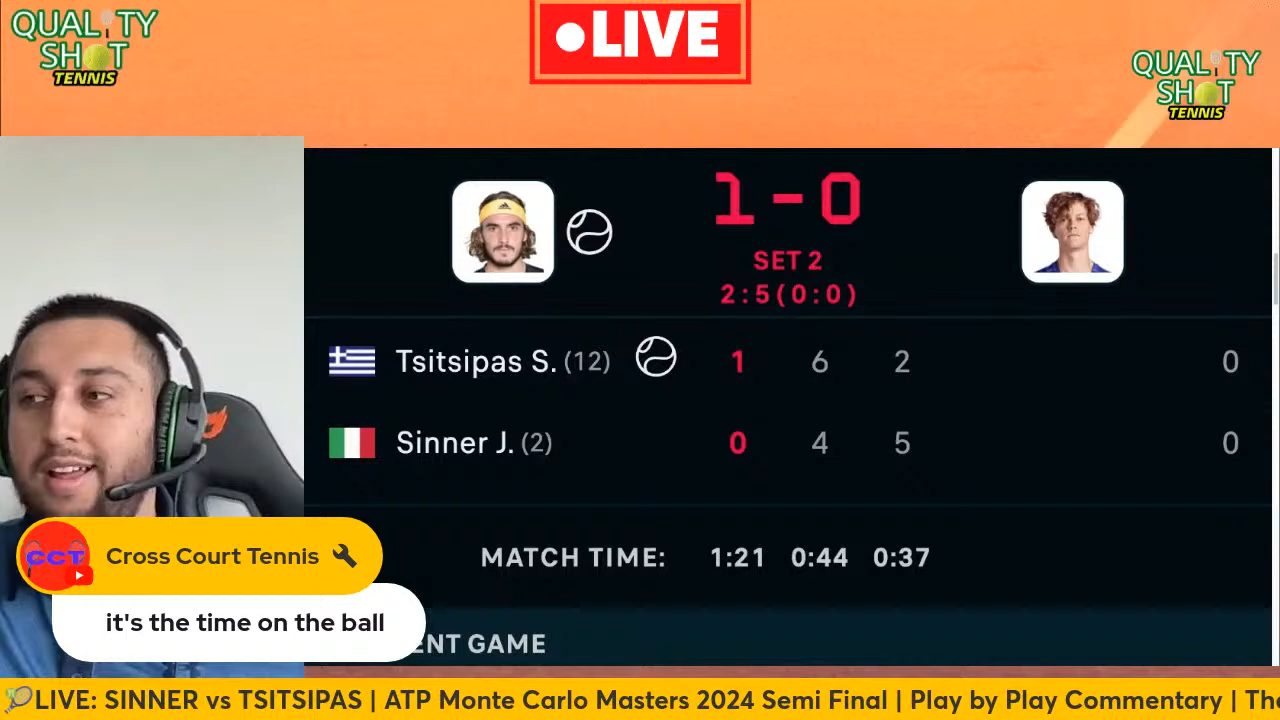 QUALITY
SHOT
TENNIS
LIVE
QUALITY
SHOT
TENNIS
1-0
SET 2
2:5(0:0)
Tsitsipas S. (12) 1 6 2 0
Sinner J. (2) 0 4 5 0
MATCH TIME: 1:21 0:44 0:37
ENT GAME
CCT
Cross Court Tennis
it's the time on the ball
LIVE: SINNER vs TSITSIPAS | ATP Monte Carlo Masters 2024 Semi Final | Play by Play Commentary | The